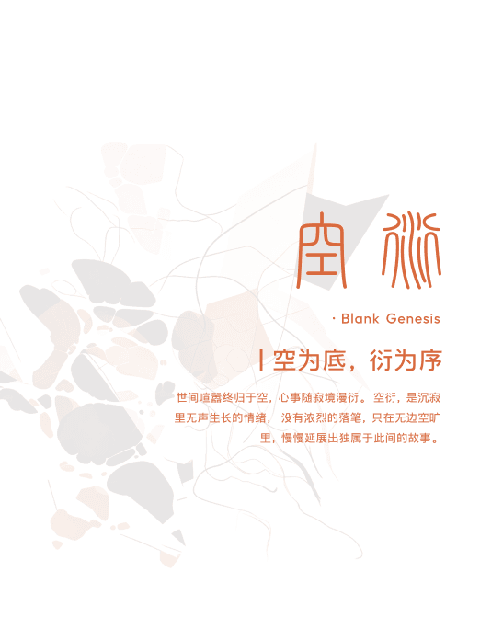 空 衍
· Blank Genesis
| 空为底，衍为序
世间喧嚣终归于空，心事随寂境漫衍。空衍，是沉寂
里无声生长的情绪，没有浓烈的落笔，只在无边空旷
里，慢慢延展出独属于此间的故事。